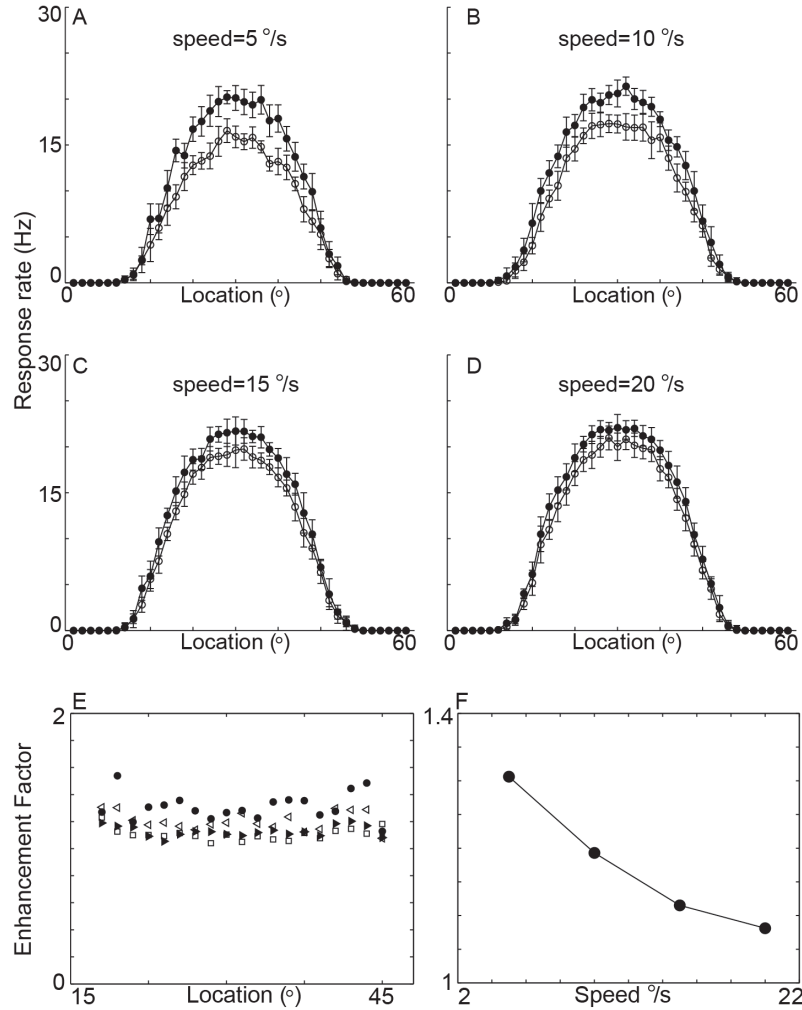 30
A
speed=5 °/s
B
speed=10 °/s
15
0
0
Location (°)
60
0
Location (°)
60
Response rate (Hz)
30
C
speed=15 °/s
D
speed=20 °/s
15
0
0
Location (°)
60
0
Location (°)
60
E
2
Enhancement Factor
0
15
Location (°)
45
F
1.4
1
2
Speed °/s
22